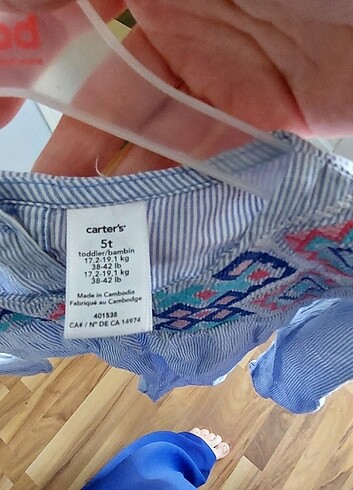 carter's
5t
toddler/bambin
17.2-19.1 kg
38-42 lb
17,2-19,1 kg
38-42 lb
Made in Cambodia
Fabriqué au Cambodge
401538
CA# / N° DE CA 14974